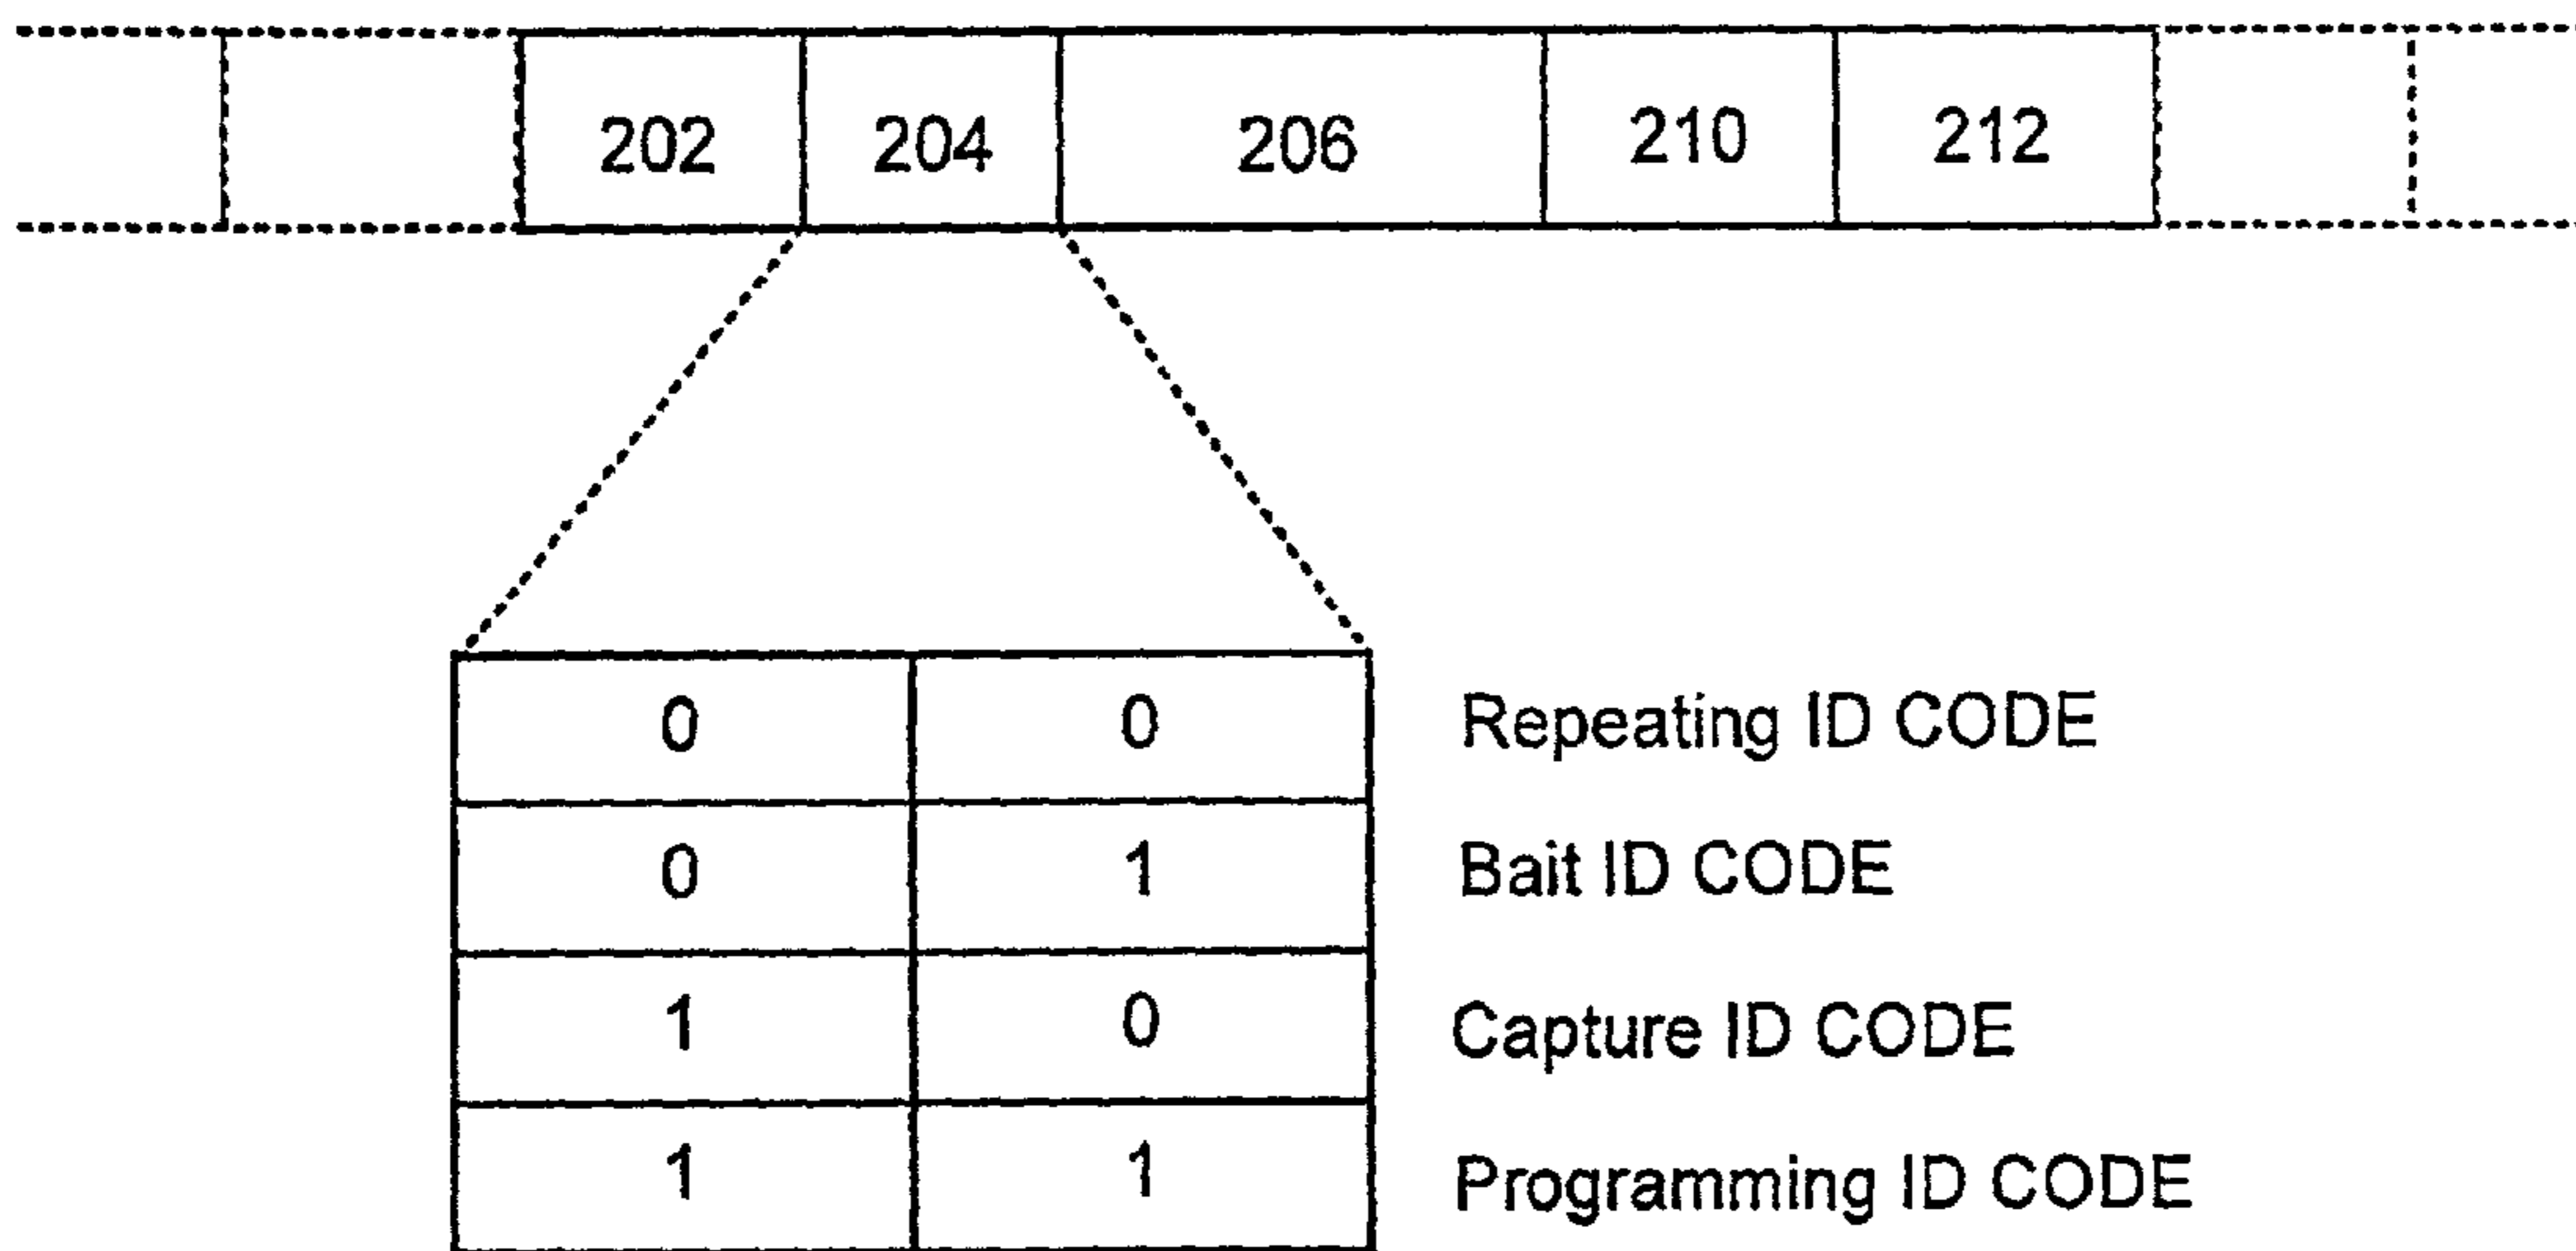 202 204 206 210 212
0 0 Repeating ID CODE
0 1 Bait ID CODE
1 0 Capture ID CODE
1 1 Programming ID CODE